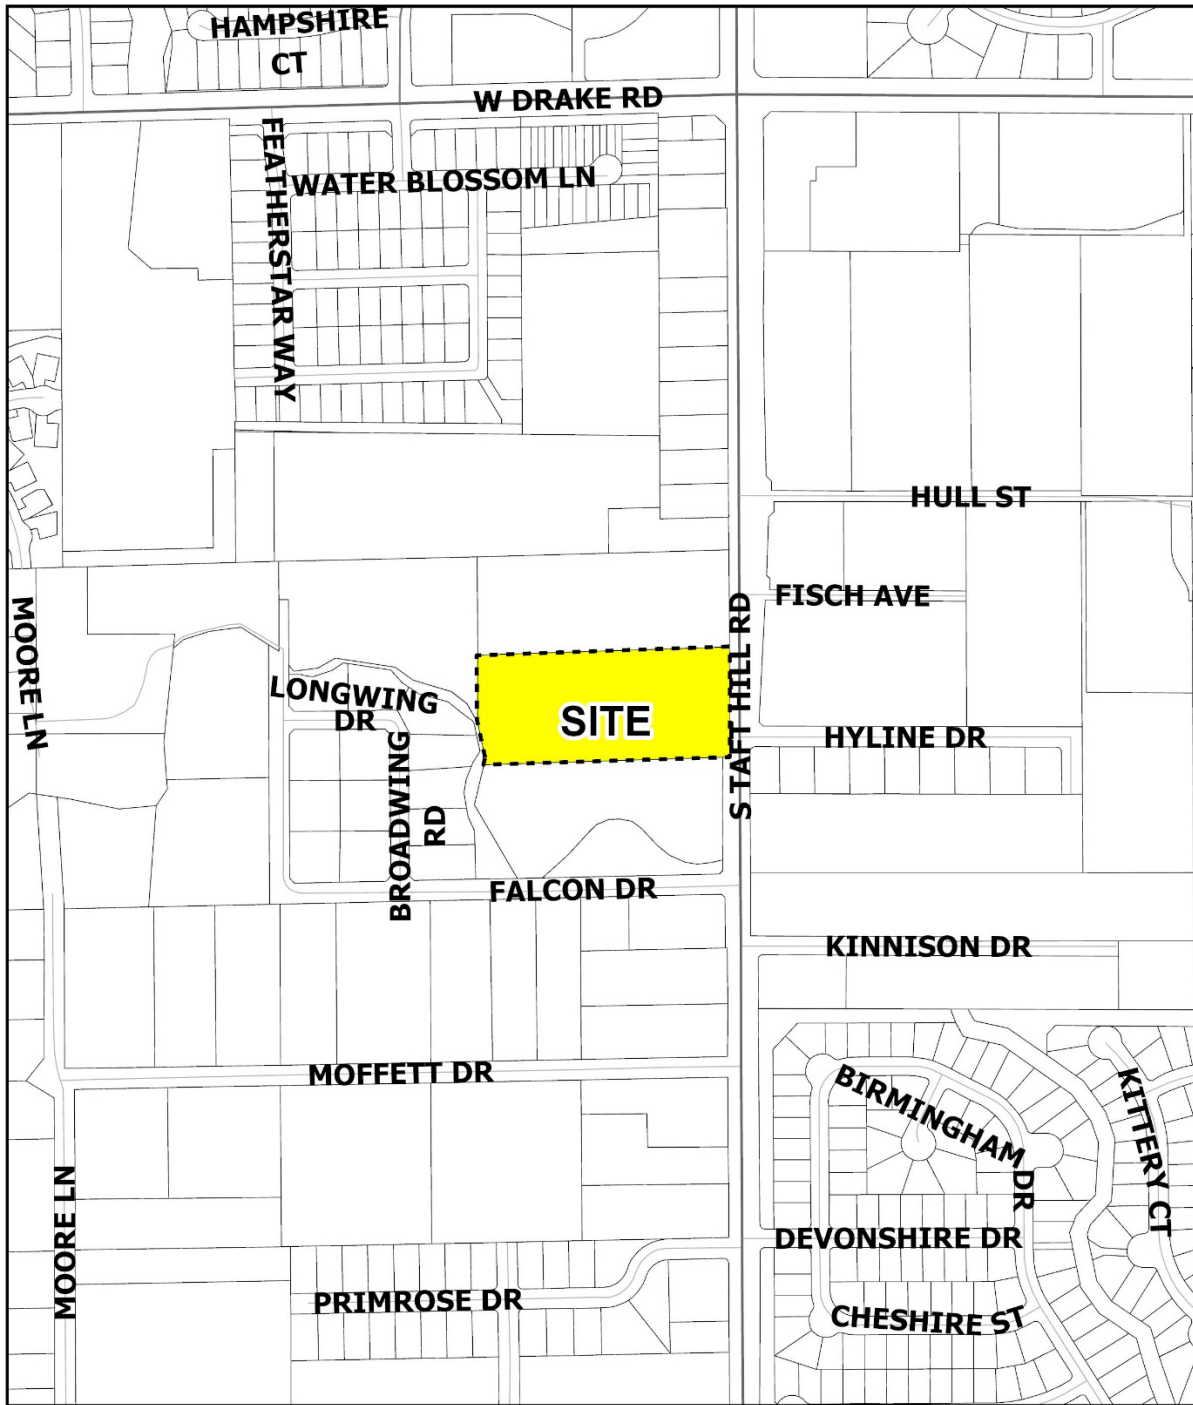 HAMPSHIRE
CT
W DRAKE RD
FEATHERSTAR WAY
WATER BLOSSOM LN
HULL ST
FISCH AVE
MOORE LN
LONGWING
DR
SITE
S TAFT HILL RD
HYLINE DR
BROADWING
RD
FALCON DR
KINNISON DR
MOFFETT DR
BIRMINGHAM
DR
KITTERY CT
MOORE LN
DEVONSHIRE DR
PRIMROSE DR
CHESHIRE ST